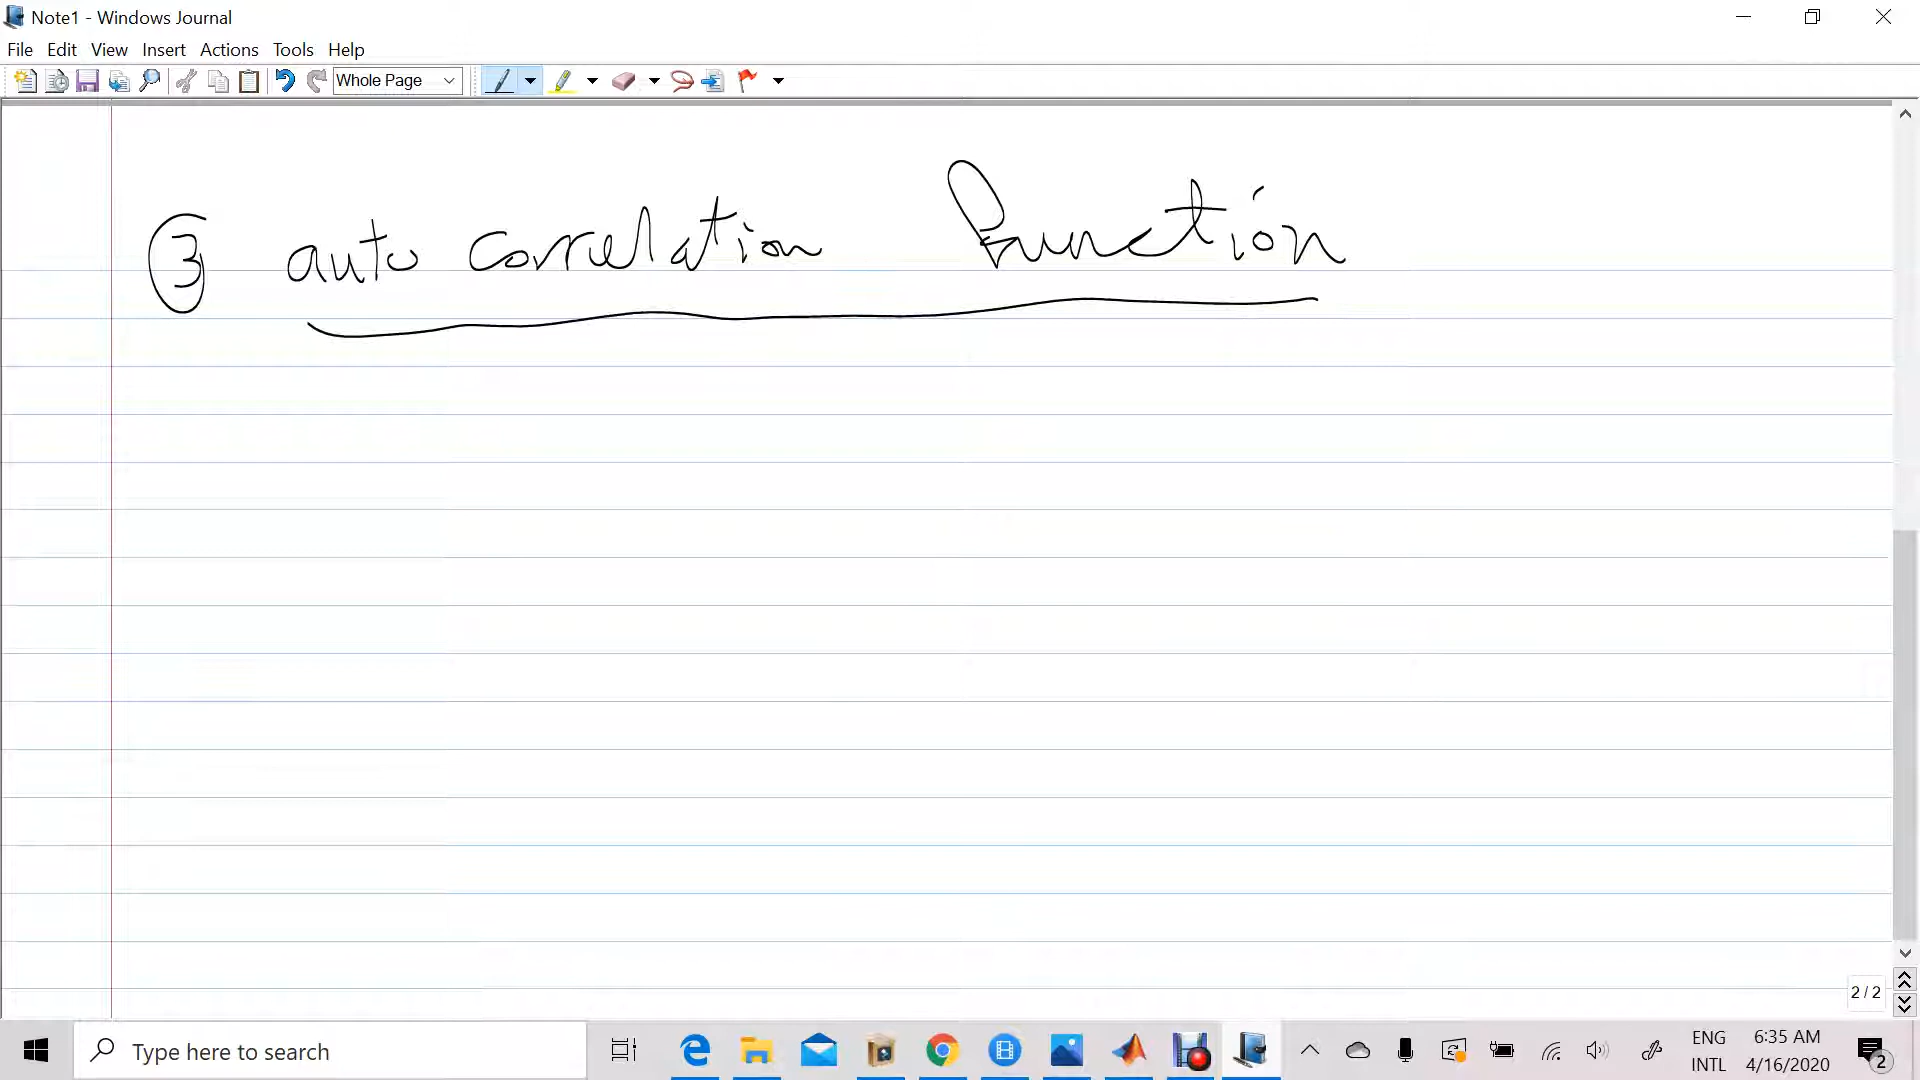 Note1 - Windows Journal
File Edit View Insert Actions Tools Help
Whole Page
③ auto correlation function
2 / 2
Type here to search
ENG
INTL
6:35 AM
4/16/2020
2